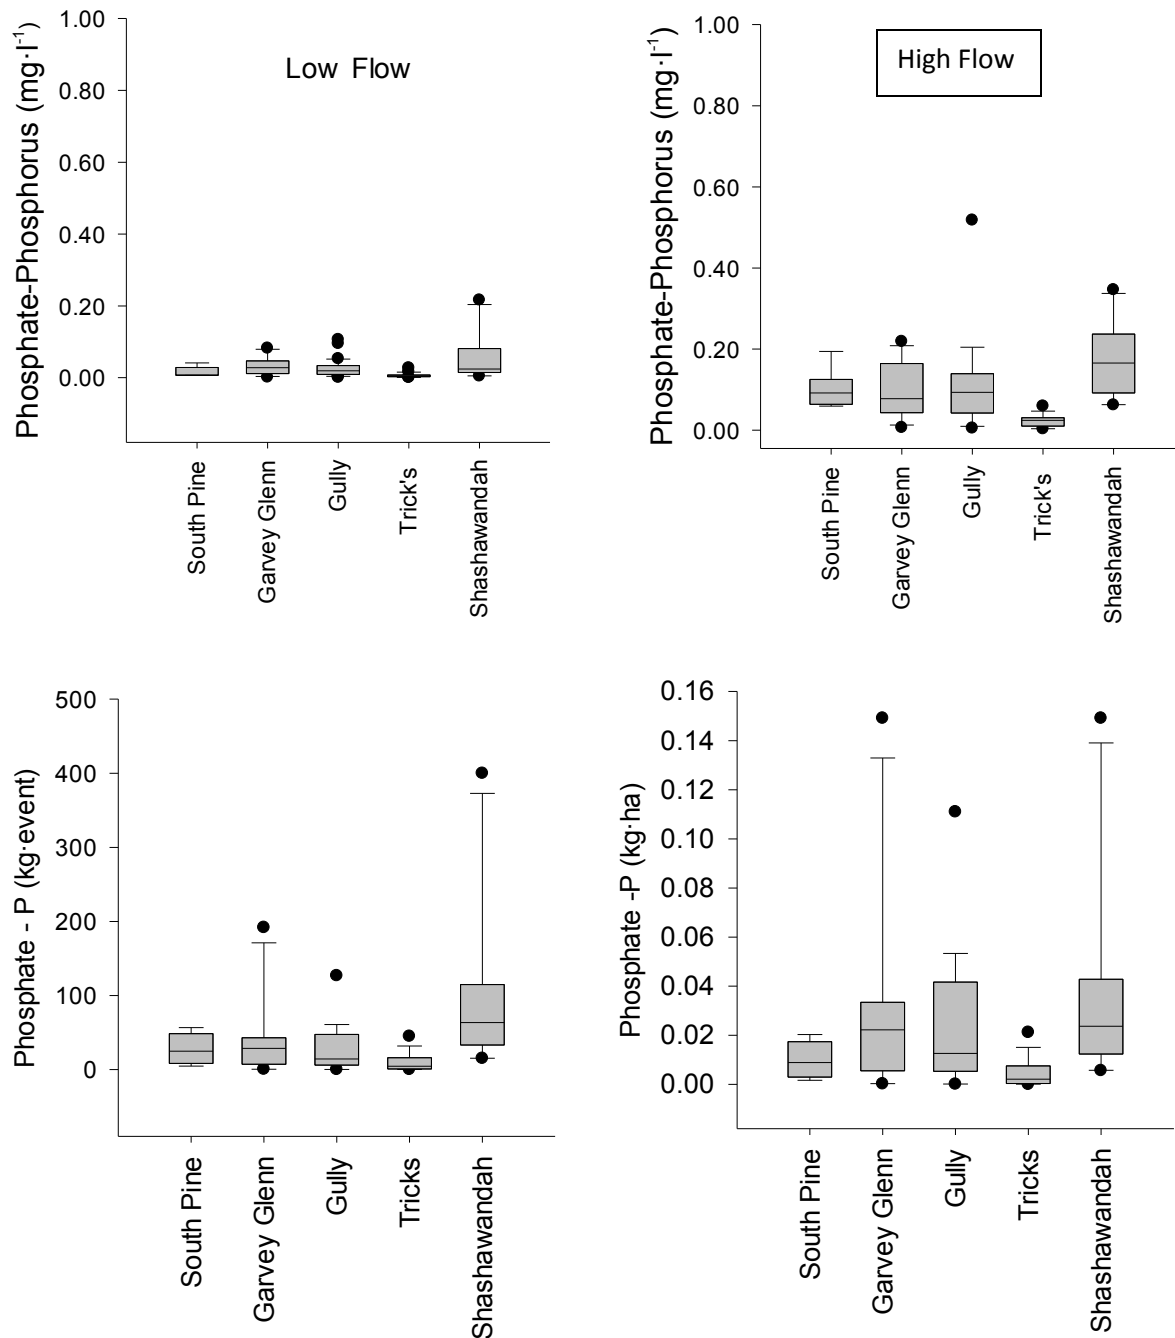 Phosphate-Phosphorus (mg·l⁻¹)
1.00
0.80
0.60
0.40
0.20
0.00
Low Flow
South Pine
Garvey Glenn
Gully
Trick's
Shashawandah
Phosphate-Phosphorus (mg·l⁻¹)
1.00
0.80
0.60
0.40
0.20
0.00
High Flow
South Pine
Garvey Glenn
Gully
Trick's
Shashawandah
Phosphate - P (kg·event)
500
400
300
200
100
0
South Pine
Garvey Glenn
Gully
Tricks
Shashawandah
Phosphate -P (kg·ha)
0.16
0.14
0.12
0.10
0.08
0.06
0.04
0.02
0.00
South Pine
Garvey Glenn
Gully
Tricks
Shashawandah